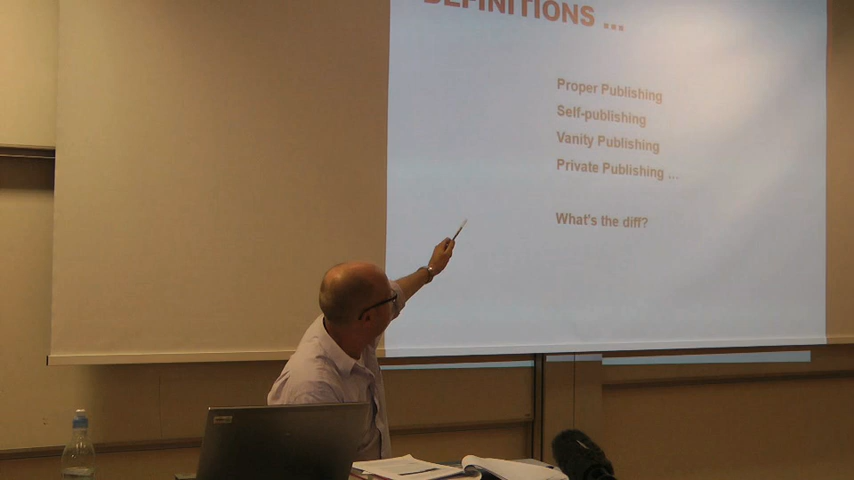 DEFINITIONS ...
Proper Publishing
Self-publishing
Vanity Publishing
Private Publishing ...
What's the diff?